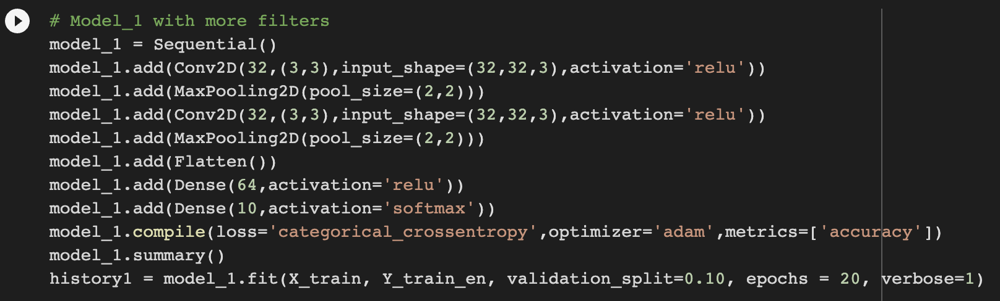 # Model_1 with more filters
model_1 = Sequential()
model_1.add(Conv2D(32,(3,3),input_shape=(32,32,3),activation='relu'))
model_1.add(MaxPooling2D(pool_size=(2,2)))
model_1.add(Conv2D(32,(3,3),input_shape=(32,32,3),activation='relu'))
model_1.add(MaxPooling2D(pool_size=(2,2)))
model_1.add(Flatten())
model_1.add(Dense(64,activation='relu'))
model_1.add(Dense(10,activation='softmax'))
model_1.compile(loss='categorical_crossentropy',optimizer='adam',metrics=['accuracy'])
model_1.summary()
history1 = model_1.fit(X_train, Y_train_en, validation_split=0.10, epochs = 20, verbose=1)